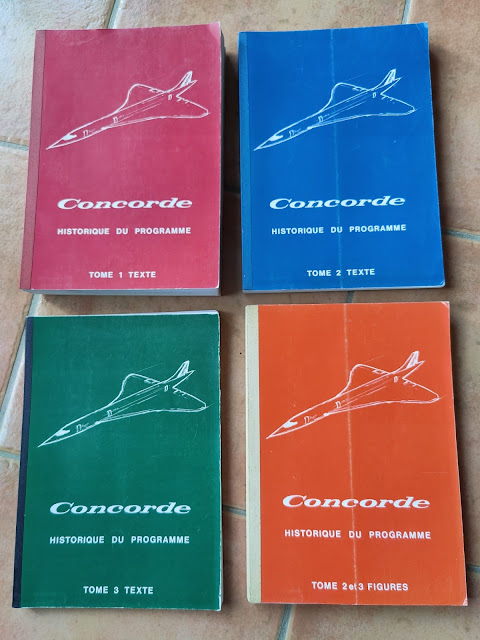 Concorde
HISTORIQUE DU PROGRAMME
TOME 1 TEXTE
Concorde
HISTORIQUE DU PROGRAMME
TOME 2 TEXTE
Concorde
HISTORIQUE DU PROGRAMME
TOME 3 TEXTE
Concorde
HISTORIQUE DU PROGRAMME
TOME 2 et 3 FIGURES